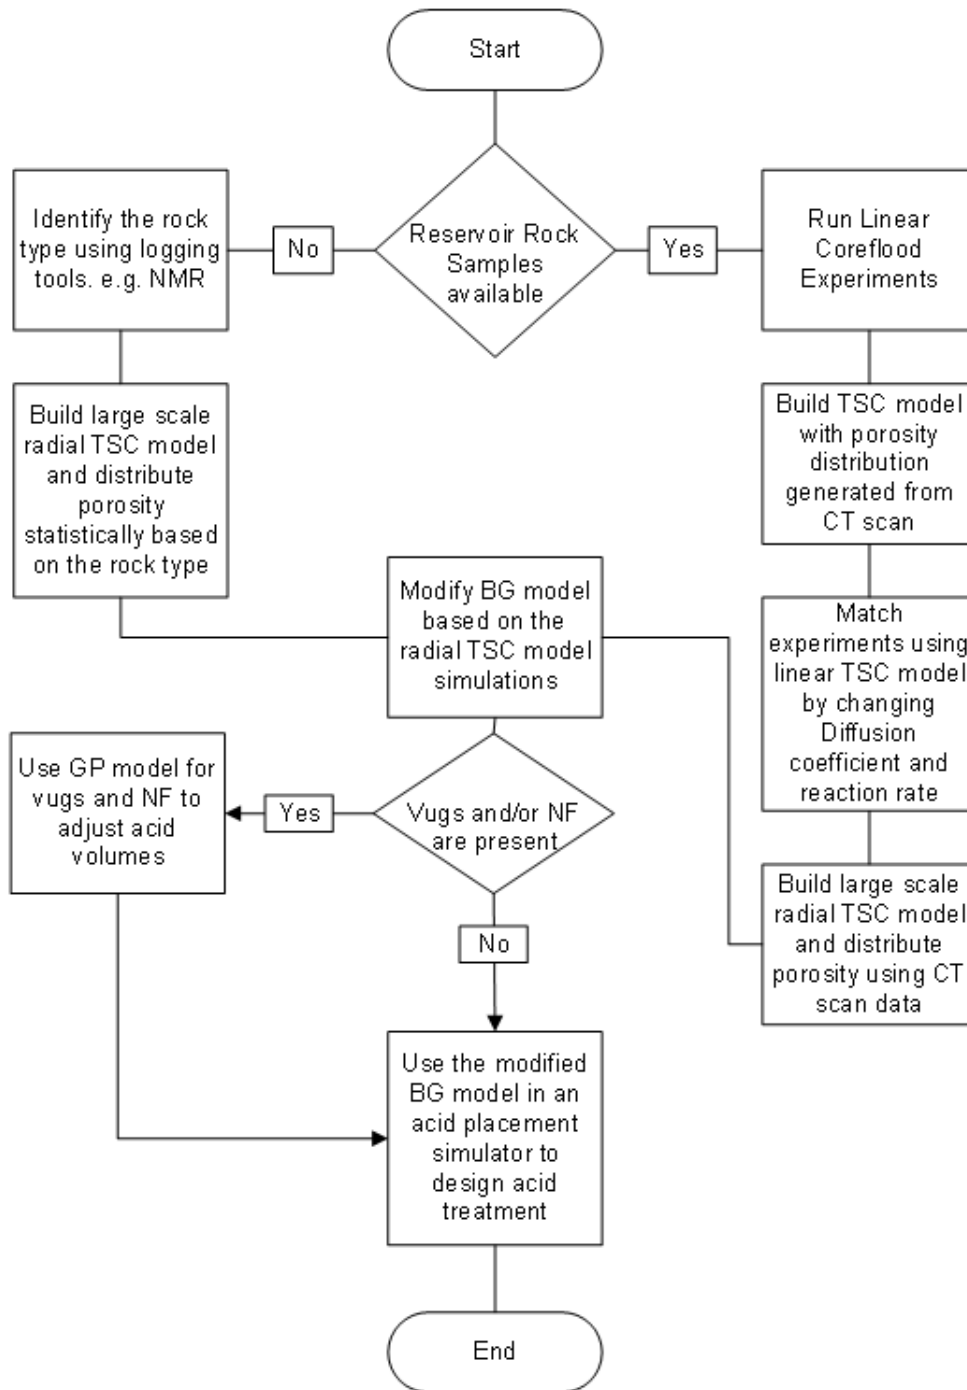 Start
Reservoir Rock
Samples
available
No
Yes
Identify the rock
type using logging
tools. e.g. NMR
Run Linear
Coreflood
Experiments
Build large scale
radial TSC model
and distribute
porosity
statistically based
on the rock type
Build TSC model
with porosity
distribution
generated from
CT scan
Modify BG model
based on the
radial TSC model
simulations
Match
experiments using
linear TSC model
by changing
Diffusion
coefficient and
reaction rate
Use GP model for
vugs and NF to
adjust acid
volumes
Yes
Vugs and/or NF
are present
Build large scale
radial TSC model
and distribute
porosity using CT
scan data
No
Use the modified
BG model in an
acid placement
simulator to
design acid
treatment
End